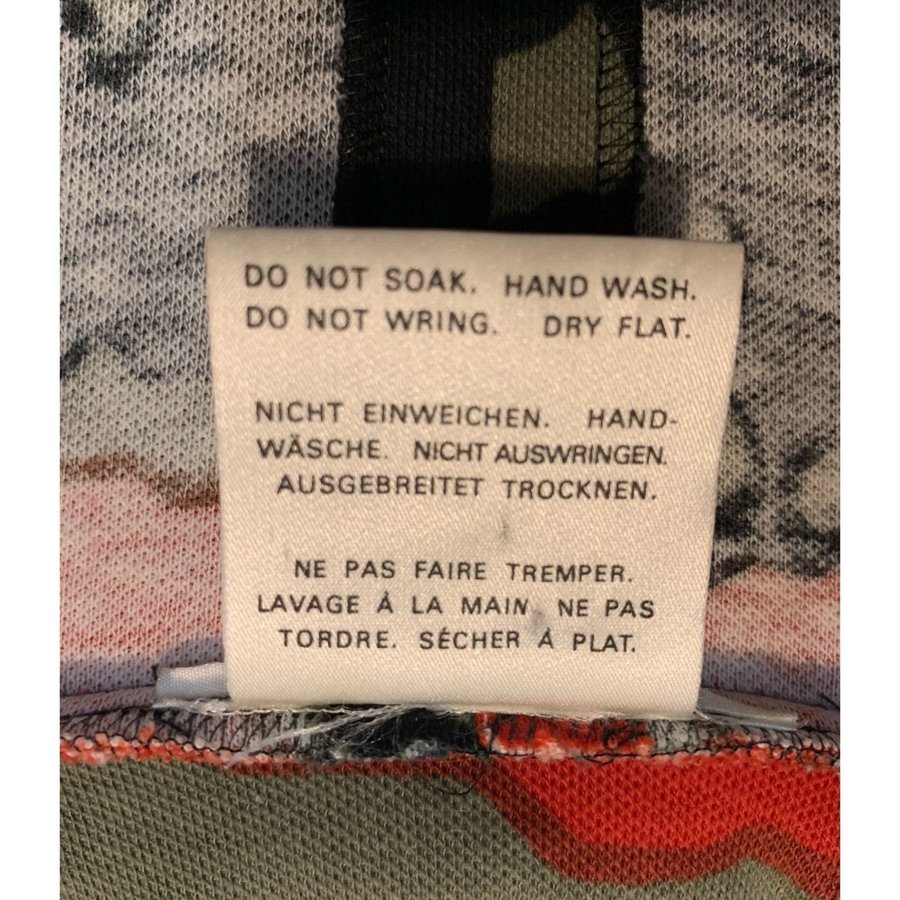 DO NOT SOAK. HAND WASH.
DO NOT WRING. DRY FLAT.
NICHT EINWEICHEN. HAND-
WÄSCHE. NICHT AUSWRINGEN.
AUSGEBREITET TROCKNEN.
NE PAS FAIRE TREMPER.
LAVAGE À LA MAIN NE PAS
TORDRE. SÉCHER À PLAT.